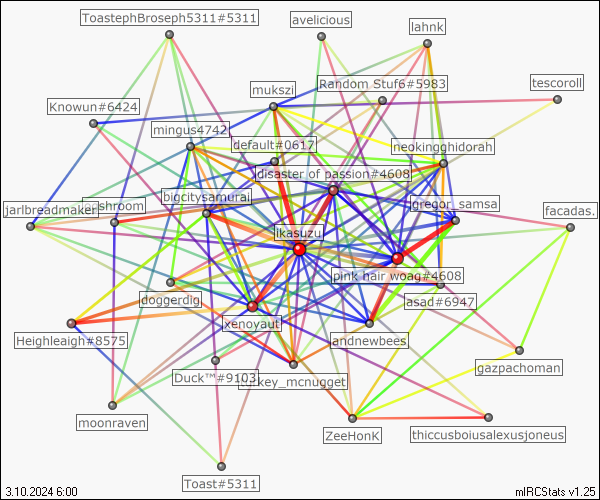 ToastephBroseph5311#5311
avelicious
lahnk
Random Stuf6#5983
tescoroll
mukszi
Knowun#6424
mingus4742
default#0617
neokingghidorah
disaster of passion#4608
bigcitysamurai
jarlbreadmaker
shroom
gregor_samsa
facadas.
ikasuzu
pink hair woag#4608
doggerdig
asad#6947
xenoyaut
Heighleaigh#8575
andnewbees
gazpachoman
Duck™#9103
key_mcnugget
moonraven
ZeeHonK
thiccusboiusalexusjoneus
Toast#5311
3.10.2024 6:00
mIRCStats v1.25